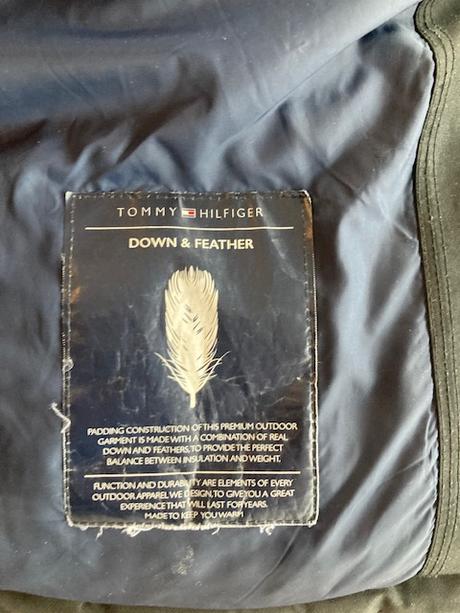 TOMMY HILFIGER
DOWN & FEATHER
PADDING CONSTRUCTION OF THIS PREMIUM OUTDOOR
GARMENT IS MADE WITH A COMBINATION OF REAL
DOWN AND FEATHERS, TO PROVIDE THE PERFECT
BALANCE BETWEEN INSULATION AND WEIGHT.
FUNCTION AND DURABILITY ARE ELEMENTS OF EVERY
OUTDOOR APPAREL WE DESIGN, TO GIVE YOU A GREAT
EXPERIENCE THAT WILL LAST FOR YEARS.
MADE TO KEEP YOU WARM